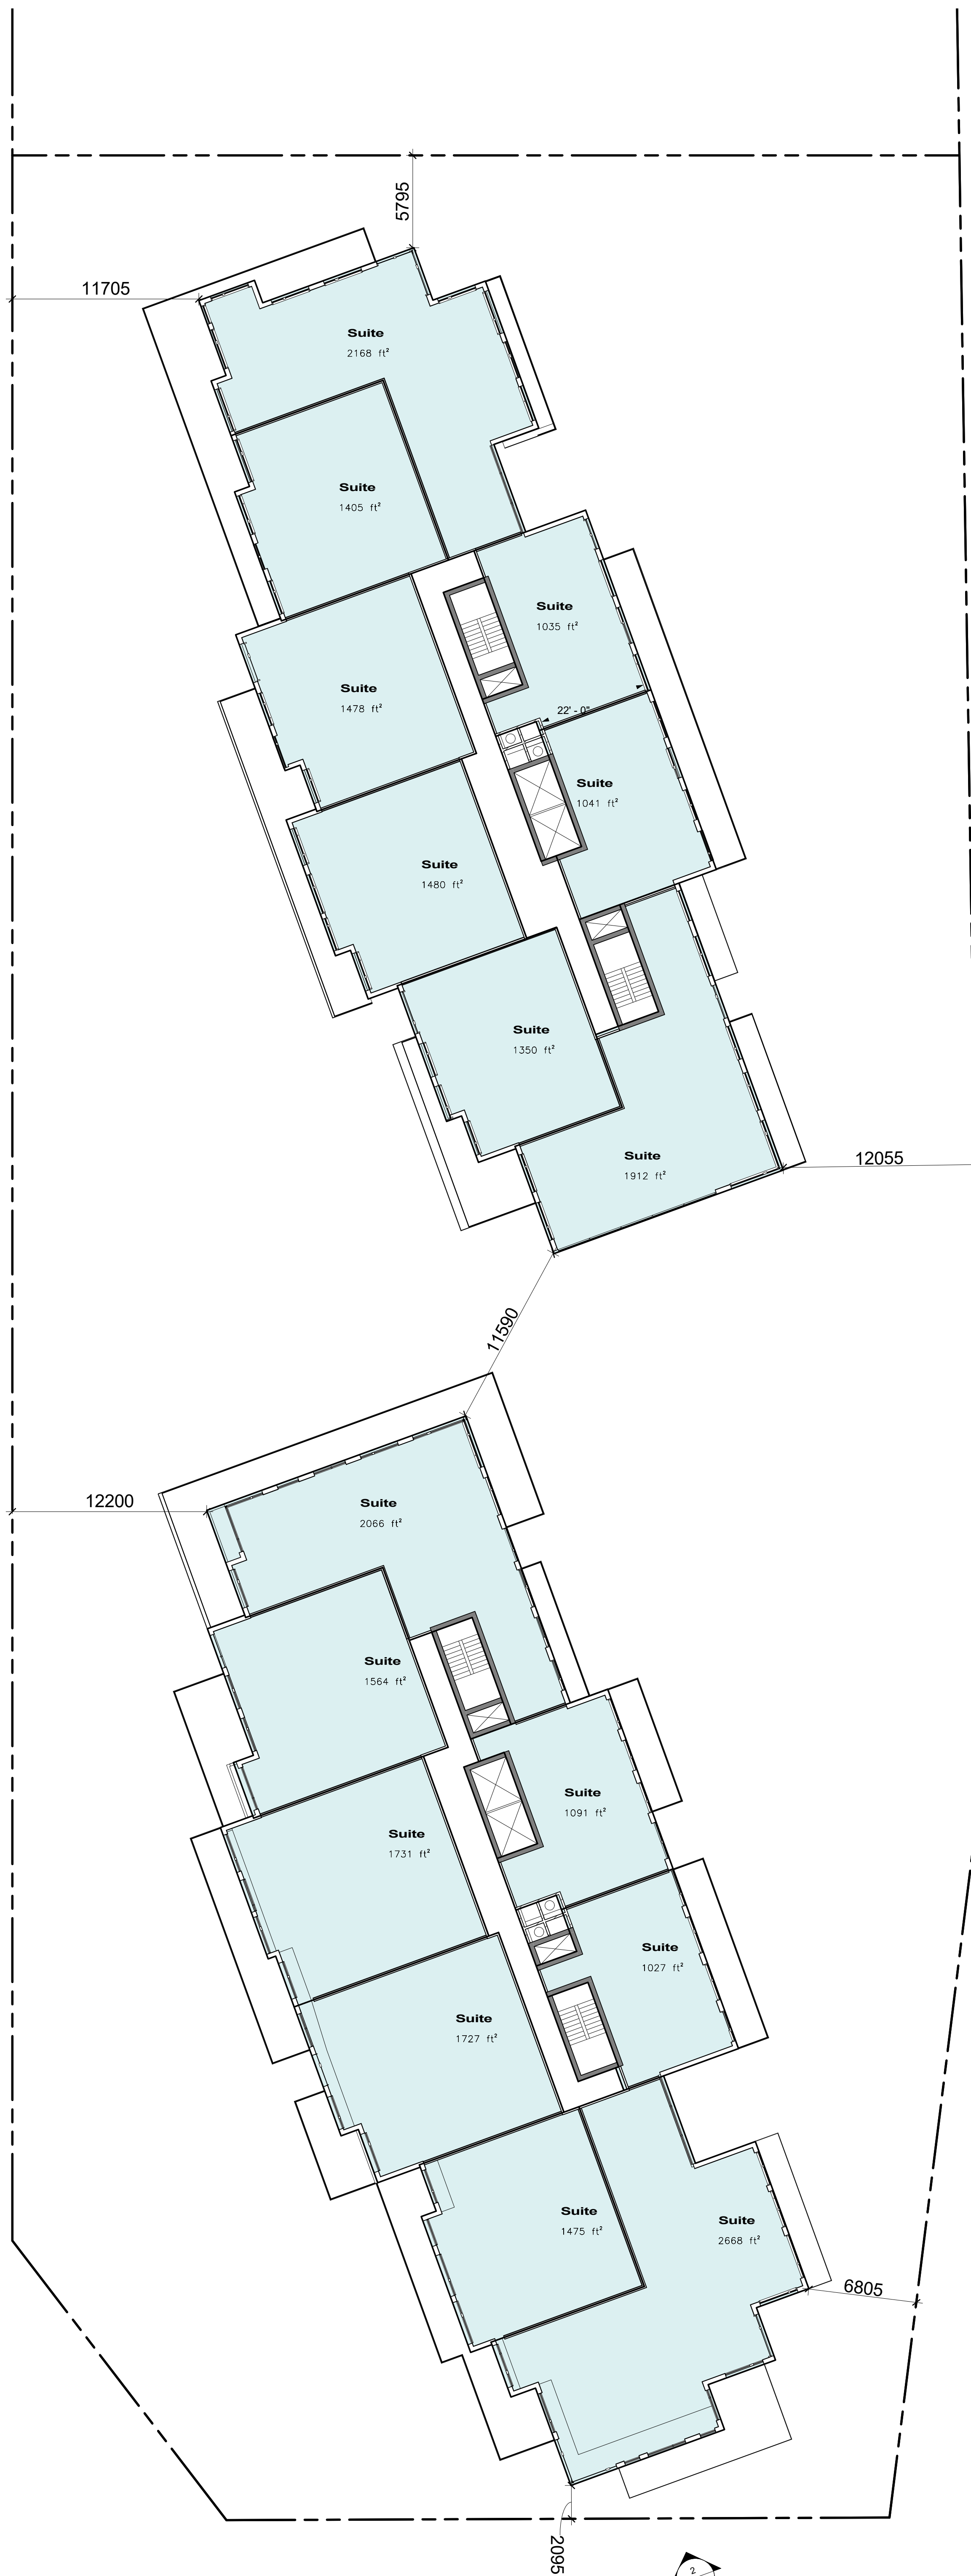 5795
11705
Suite
2168 ft²
Suite
1405 ft²
Suite
1035 ft²
Suite
1478 ft²
22' - 0"
Suite
1041 ft²
Suite
1480 ft²
Suite
1350 ft²
Suite
1912 ft²
12055
11590
12200
Suite
2066 ft²
Suite
1564 ft²
Suite
1091 ft²
Suite
1731 ft²
Suite
1027 ft²
Suite
1727 ft²
Suite
1475 ft²
Suite
2668 ft²
6805
2095
2